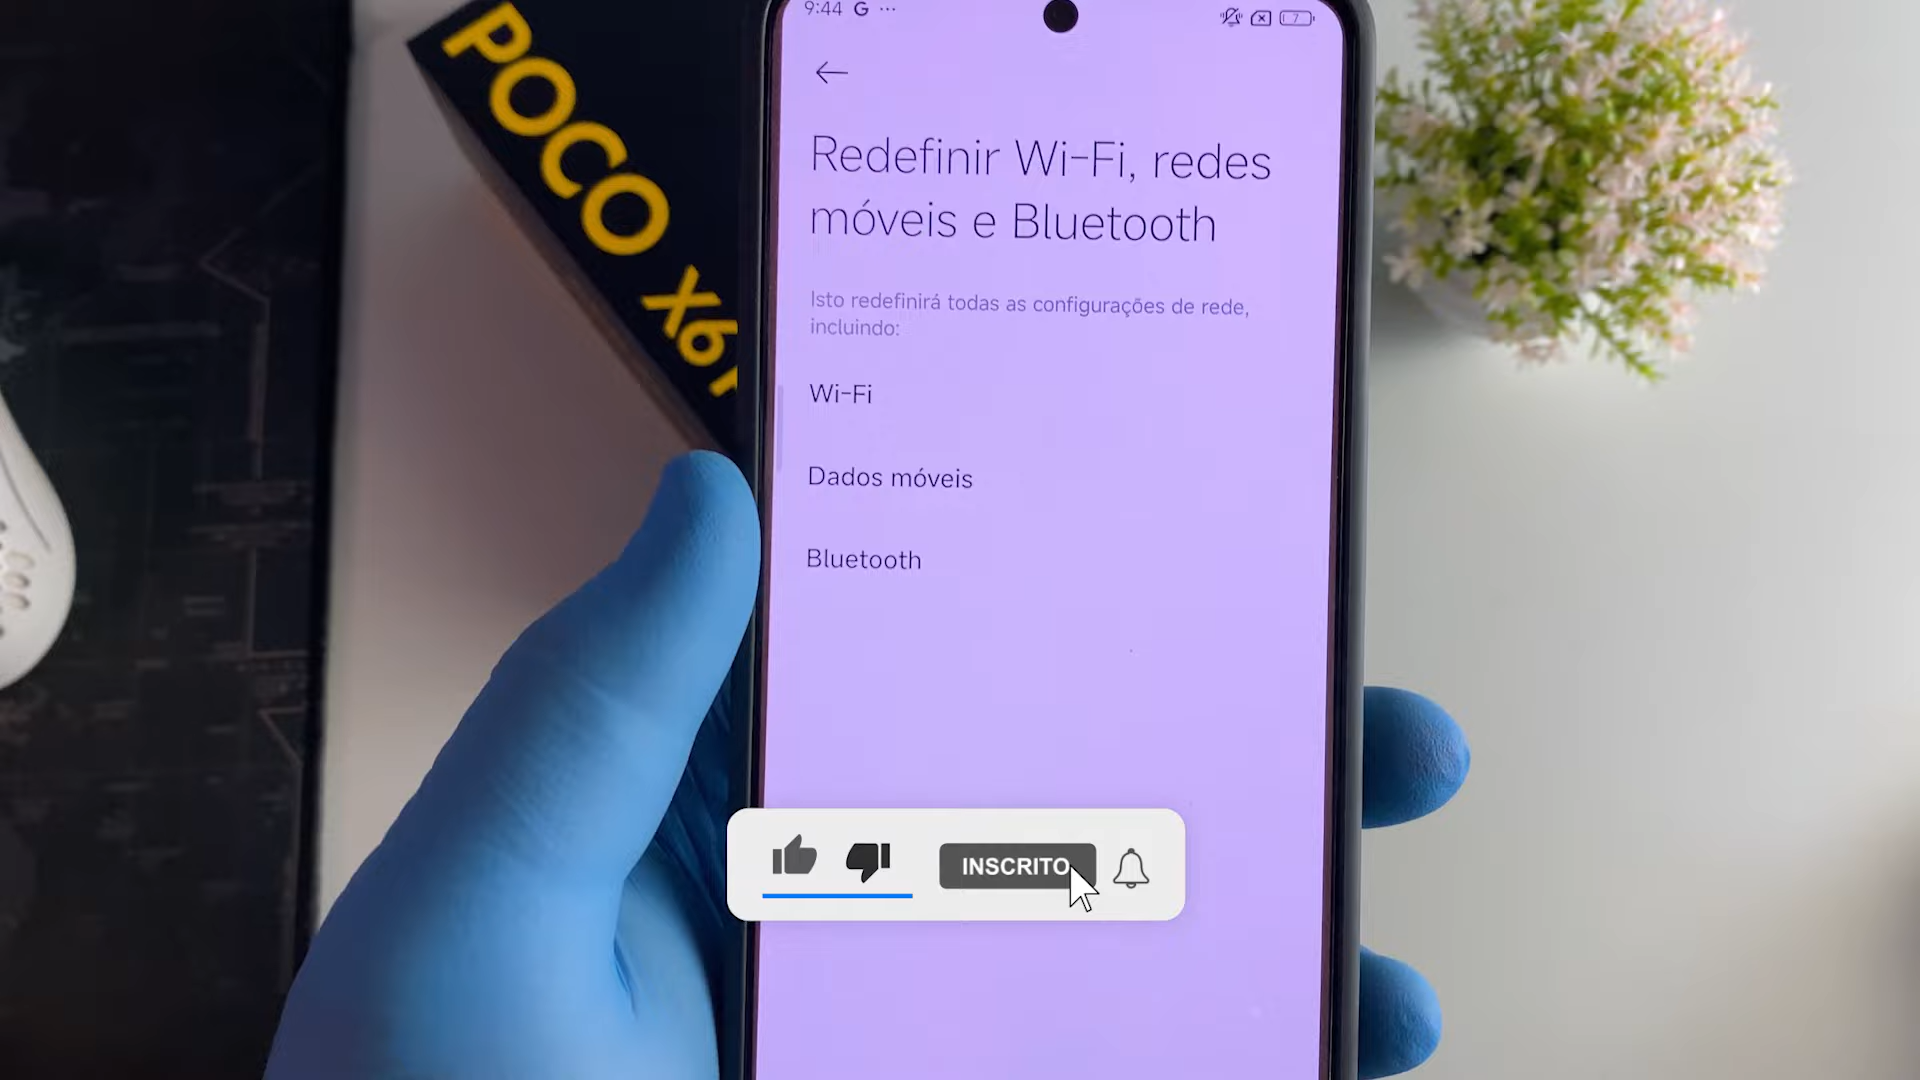 POCO
X6
9:44 G ...
7
Redefinir Wi-Fi, redes
móveis e Bluetooth
Isto redefinirá todas as configurações de rede,
incluindo:
Wi-Fi
Dados móveis
Bluetooth
INSCRITO